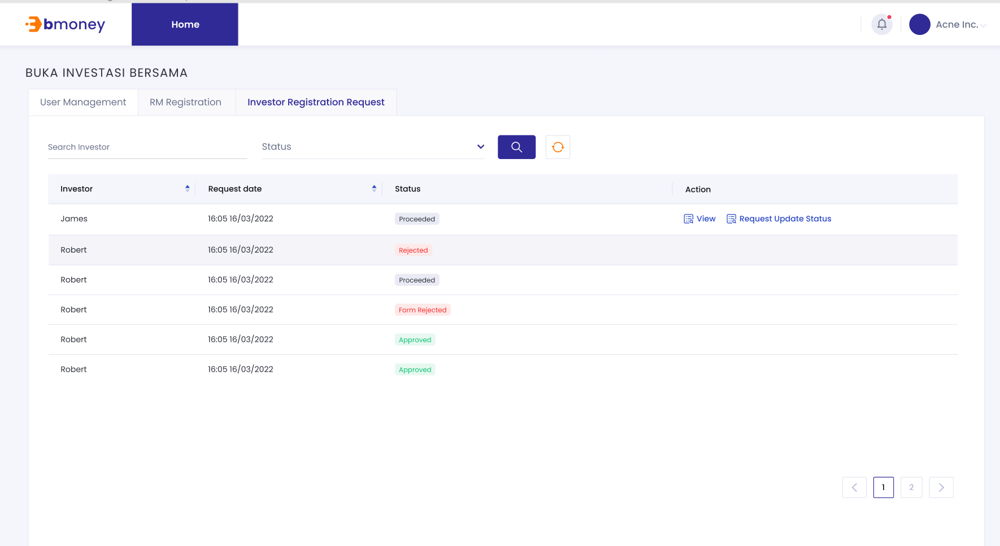 bmoney
Home
Acne Inc.
BUKA INVESTASI BERSAMA
User Management
RM Registration
Investor Registration Request
Search Investor
Status
Investor Request date Status Action
James 16:05 16/03/2022 Proceeded View Request Update Status
Robert 16:05 16/03/2022 Rejected
Robert 16:05 16/03/2022 Proceeded
Robert 16:05 16/03/2022 Form Rejected
Robert 16:05 16/03/2022 Approved
Robert 16:05 16/03/2022 Approved
1 2